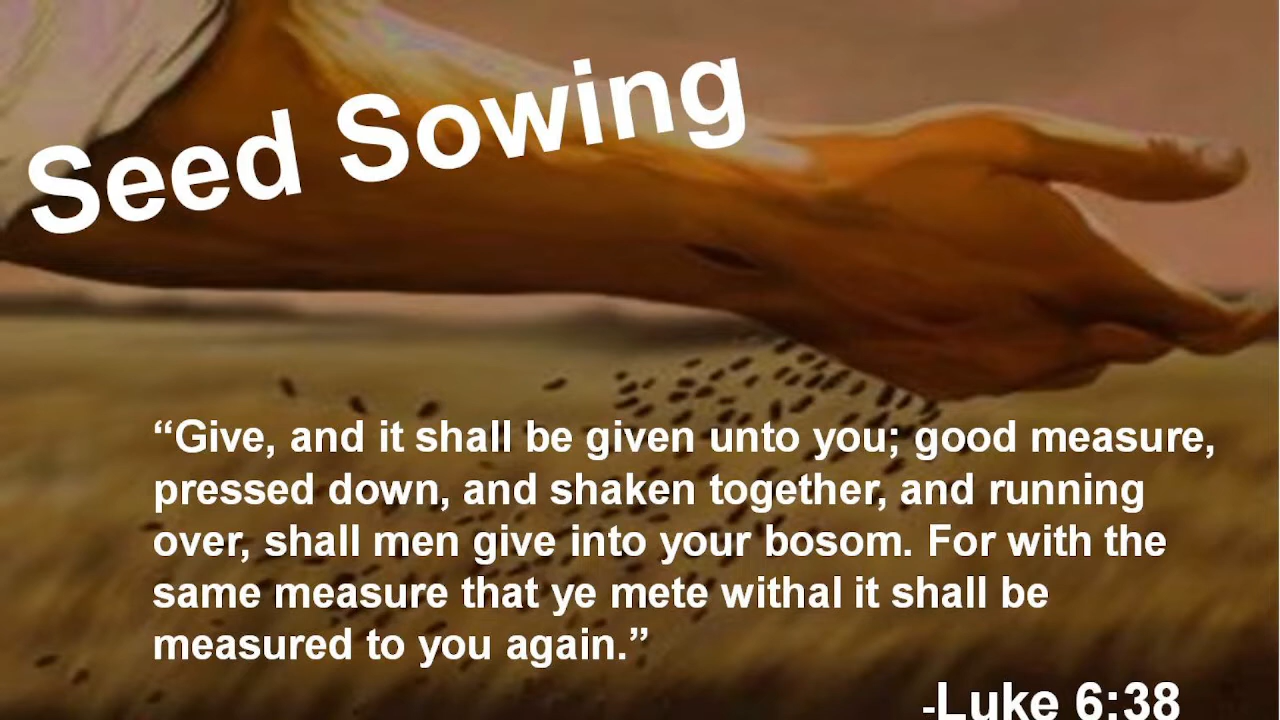 Seed Sowing
“Give, and it shall be given unto you; good measure,
pressed down, and shaken together, and running
over, shall men give into your bosom. For with the
same measure that ye mete withal it shall be
measured to you again.”
-Luke 6:38